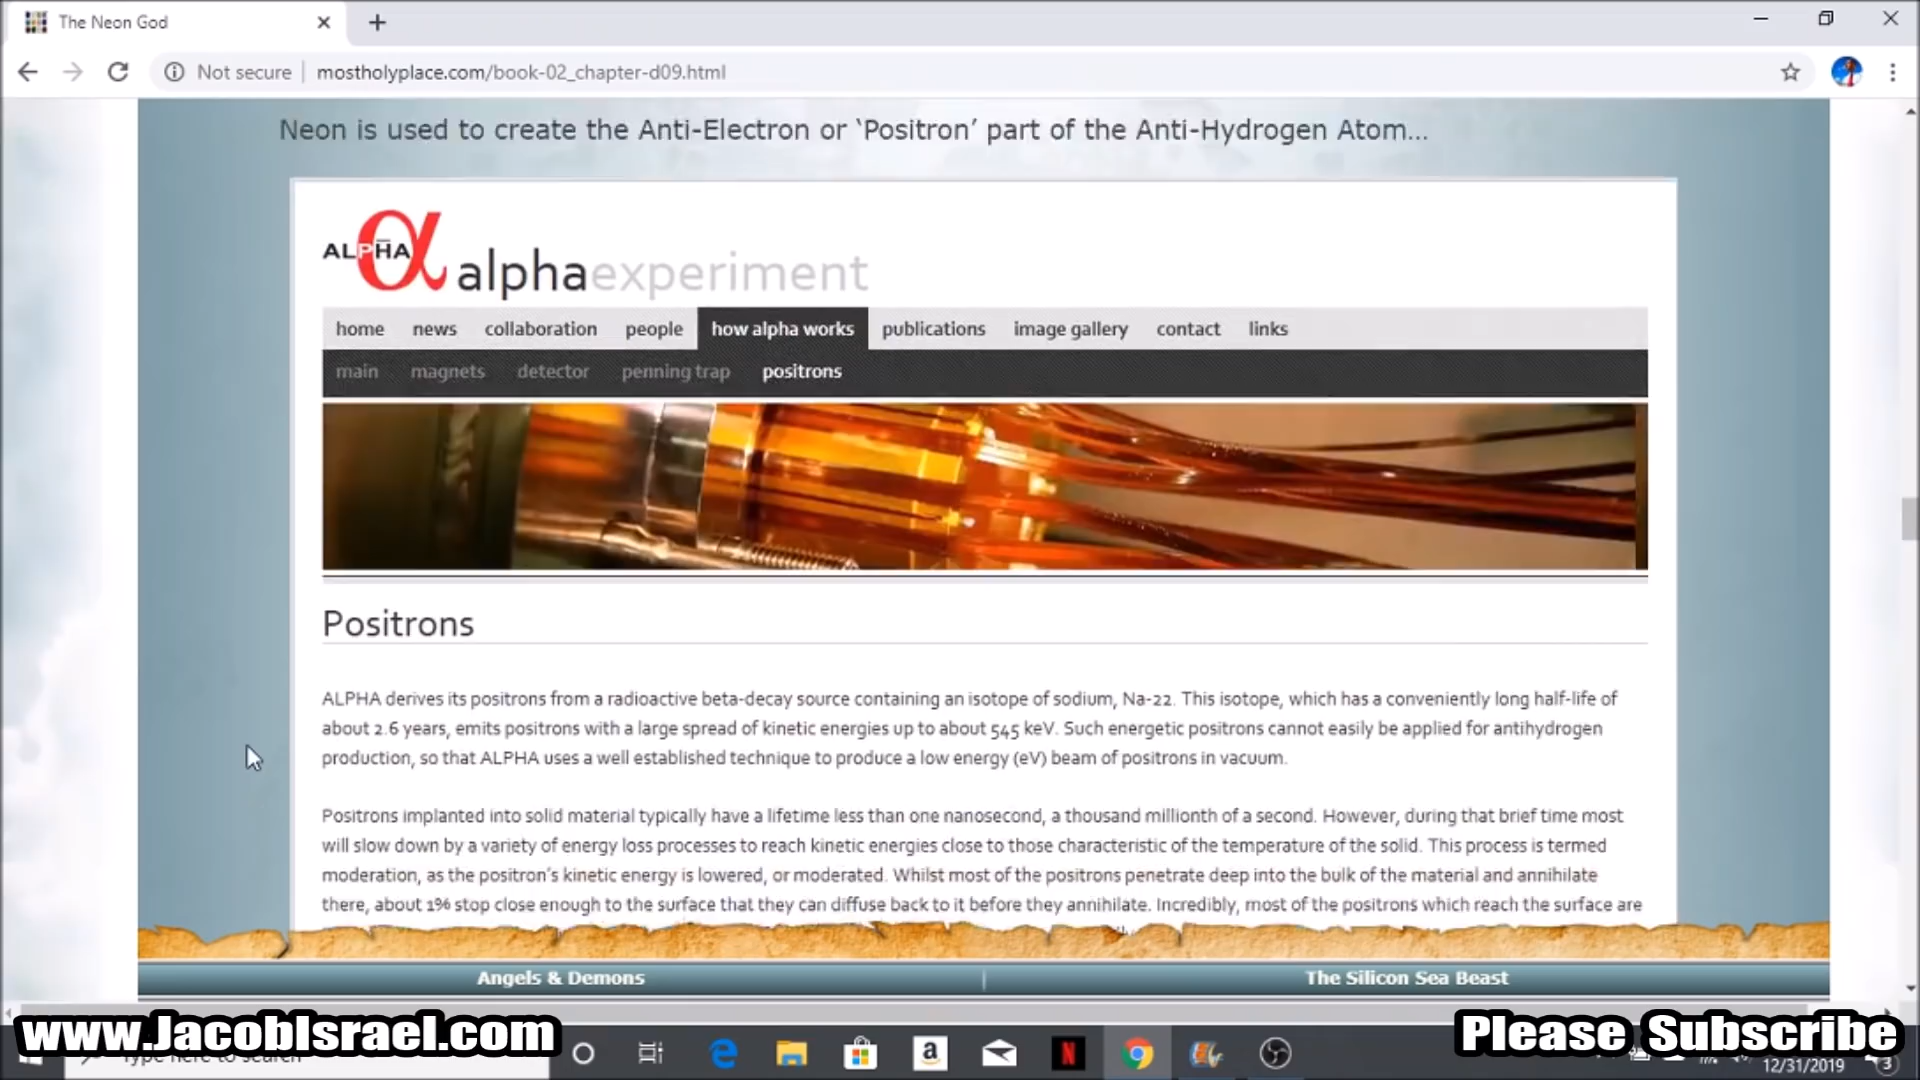 The Neon God
Not secure
mostholyplace.com/book-02_chapter-d09.html
Neon is used to create the Anti-Electron or ‘Positron’ part of the Anti-Hydrogen Atom...
ALPHA
alphaexperiment
home news collaboration people how alpha works publications image gallery contact links
main magnets detector penning trap positrons
Positrons
ALPHA derives its positrons from a radioactive beta-decay source containing an isotope of sodium, Na-22. This isotope, which has a conveniently long half-life of
about 2.6 years, emits positrons with a large spread of kinetic energies up to about 545 keV. Such energetic positrons cannot easily be applied for antihydrogen
production, so that ALPHA uses a well established technique to produce a low energy (eV) beam of positrons in vacuum.
Positrons implanted into solid material typically have a lifetime less than one nanosecond, a thousand millionth of a second. However, during that brief time most
will slow down by a variety of energy loss processes to reach kinetic energies close to those characteristic of the temperature of the solid. This process is termed
moderation, as the positron's kinetic energy is lowered, or moderated. Whilst most of the positrons penetrate deep into the bulk of the material and annihilate
there, about 1% stop close enough to the surface that they can diffuse back to it before they annihilate. Incredibly, most of the positrons which reach the surface are
Angels & Demons
The Silicon Sea Beast
www.JacobIsrael.com
Please Subscribe
Type here to search
a
N
12/31/2019
3